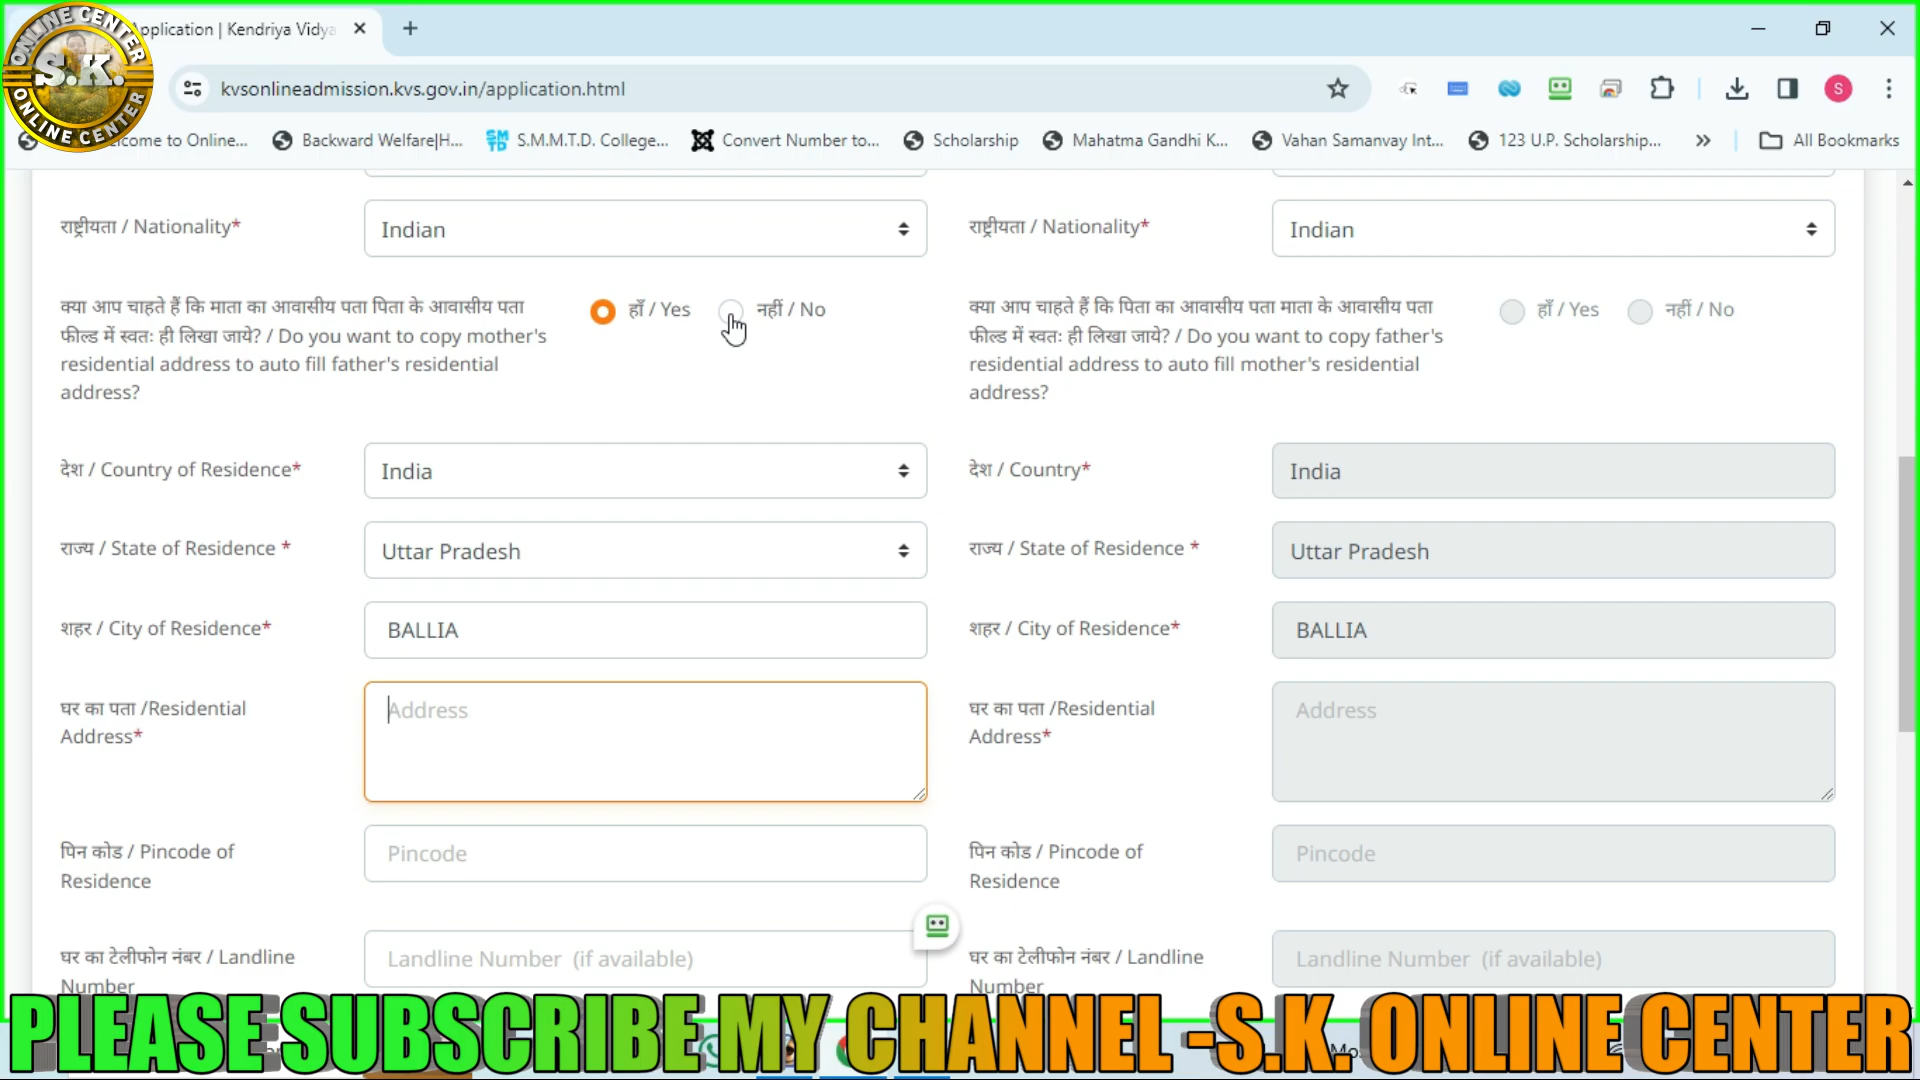 ONLINE CENTER
S.K.
ONLINE CENTER
pplication | Kendriya Vidya
kvsonlineadmission.kvs.gov.in/application.html
S
come to Online...
Backward Welfare|H...
S.M.M.T.D. College...
Convert Number to...
Scholarship
Mahatma Gandhi K...
Vahan Samanvay Int...
123 U.P. Scholarship...
All Bookmarks
राष्ट्रीयता / Nationality*
Indian
राष्ट्रीयता / Nationality*
Indian
क्या आप चाहते हैं कि माता का आवासीय पता पिता के आवासीय पता
फील्ड में स्वतः ही लिखा जाये? / Do you want to copy mother's
residential address to auto fill father's residential
address?
हाँ / Yes
नहीं / No
क्या आप चाहते हैं कि पिता का आवासीय पता माता के आवासीय पता
फील्ड में स्वतः ही लिखा जाये? / Do you want to copy father's
residential address to auto fill mother's residential
address?
हाँ / Yes
नहीं / No
देश / Country of Residence*
India
देश / Country*
India
राज्य / State of Residence *
Uttar Pradesh
राज्य / State of Residence *
Uttar Pradesh
शहर / City of Residence*
BALLIA
शहर / City of Residence*
BALLIA
घर का पता /Residential
Address*
Address
घर का पता /Residential
Address*
Address
पिन कोड / Pincode of
Residence
Pincode
पिन कोड / Pincode of
Residence
Pincode
घर का टेलीफोन नंबर / Landline
Number
Landline Number (if available)
घर का टेलीफोन नंबर / Landline
Number
Landline Number (if available)
PLEASE SUBSCRIBE MY CHANNEL -S.K. ONLINE CENTER